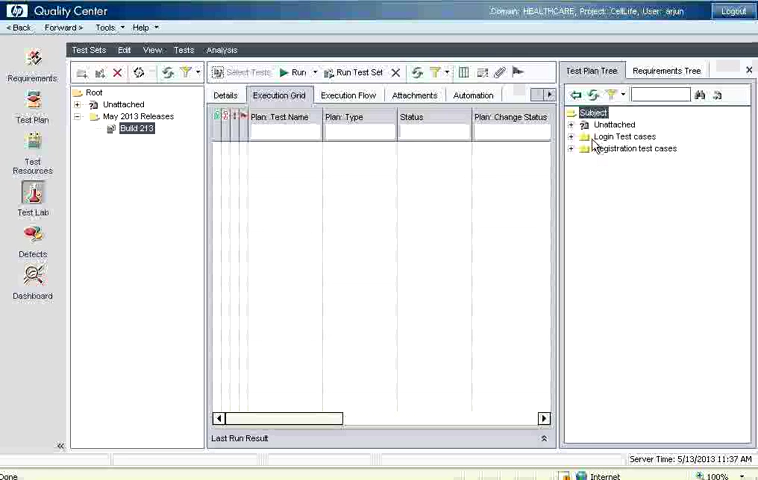 hp Quality Center
Domain: HEALTHCARE, Project: CellLife, User: arjun
Logout
< Back Forward > Tools Help
Requirements
Test Plan
Test Resources
Test Lab
Defects
Dashboard
Test Sets Edit View Tests Analysis
Select Tests Run Run Test Set
Root
Unattached
May 2013 Releases
Build 213
Details Execution Grid Execution Flow Attachments Automation
Plan: Test Name Plan: Type Status Plan: Change Status
Last Run Result
Test Plan Tree Requirements Tree
Subject
Unattached
Login Test cases
Registration test cases
Server Time: 5/13/2013 11:37 AM
Done
Internet
100%